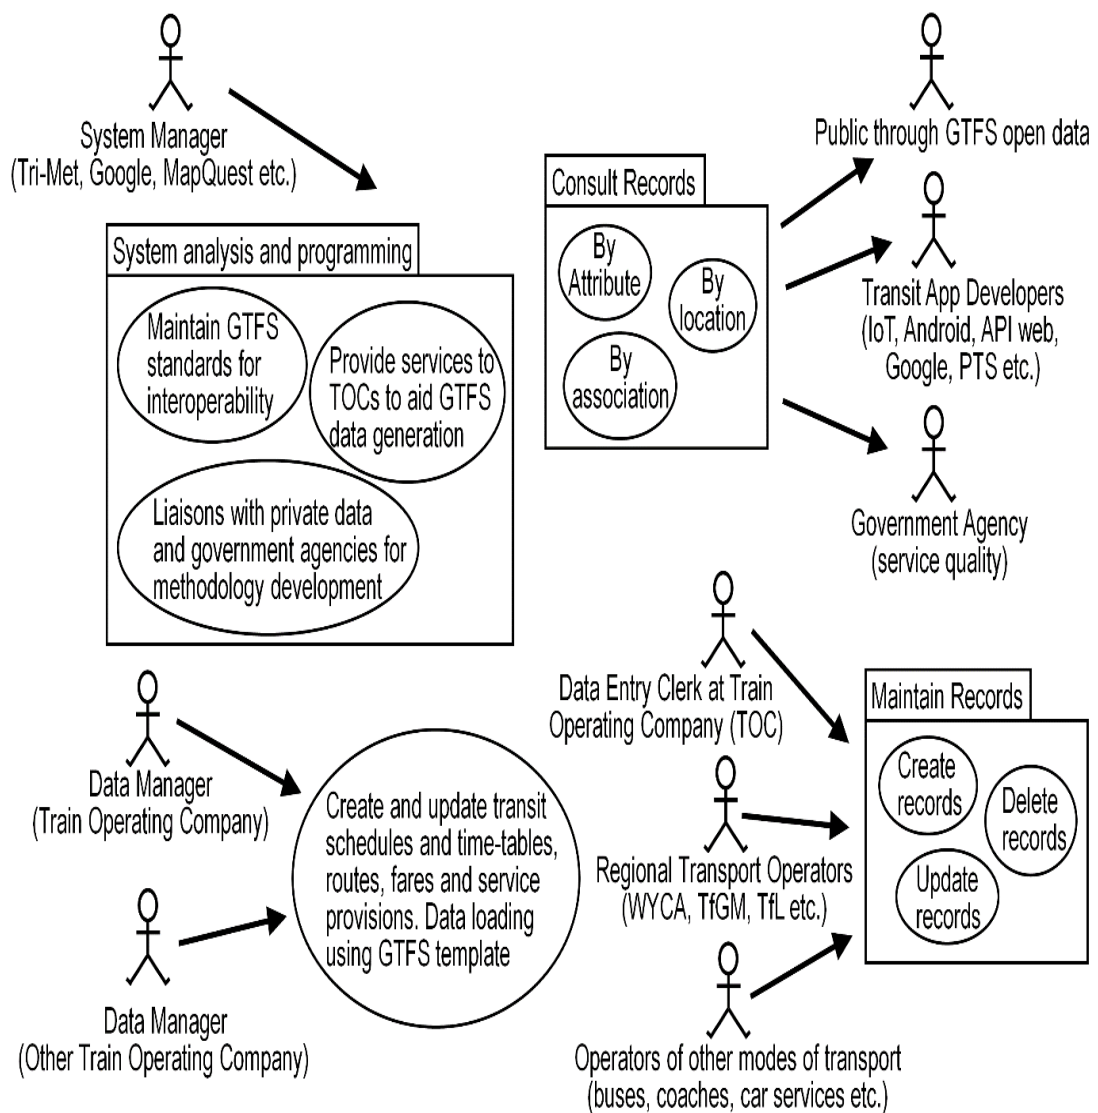 System Manager
(Tri-Met, Google, MapQuest etc.)
System analysis and programming
Maintain GTFS
standards for
interoperability
Provide services to
TOCs to aid GTFS
data generation
Liaisons with private data
and government agencies for
methodology development
Consult Records
By
Attribute
By
location
By
association
Public through GTFS open data
Transit App Developers
(IoT, Android, API web,
Google, PTS etc.)
Government Agency
(service quality)
Data Manager
(Train Operating Company)
Data Manager
(Other Train Operating Company)
Create and update transit
schedules and time-tables,
routes, fares and service
provisions. Data loading
using GTFS template
Data Entry Clerk at Train
Operating Company (TOC)
Regional Transport Operators
(WYCA, TfGM, TfL etc.)
Operators of other modes of transport
(buses, coaches, car services etc.)
Maintain Records
Create
records
Delete
records
Update
records